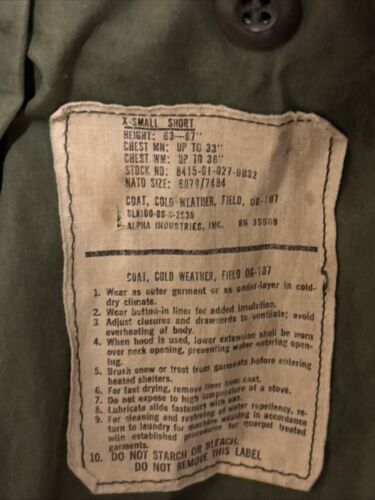 X-SMALL SHORT
HEIGHT: 63-67"
CHEST MN: UP TO 33"
CHEST WM: UP TO 36"
STOCK NO: 8415-01-027-0032
NATO SIZE: 6070/7484
COAT, COLD WEATHER, FIELD, OG-107
DLA100-80-C-2530
ALPHA INDUSTRIES, INC. RN 35589
COAT, COLD WEATHER, FIELD OG-107
1. Wear as outer garment or as under-layer in cold-
dry climate.
2. Wear button-in liner for added insulation.
3. Adjust closures and drawcords to ventilate; avoid
overheating of body.
4. When hood is used, lower extension shall be worn
over neck opening, preventing water entering open-
ing.
5. Brush snow or frost from garments before entering
heated shelters.
6. For fast drying, remove liner from coat.
7. Do not expose to high temperature of a stove.
8. Lubricate slide fasteners with wax.
9. For cleaning and restoring of water repellency, re-
turn to laundry for machine washing in accordance
with established procedures for quarpel treated
garments.
10. DO NOT STARCH OR BLEACH.
DO NOT REMOVE THIS LABEL